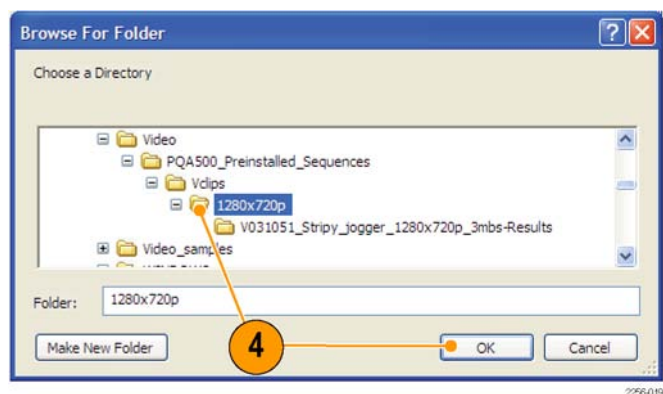 Browse For Folder
Choose a Directory
Video
PQA500_Preinstalled_Sequences
Vclips
1280x720p
V031051_Stripy_jogger_1280x720p_3mbs-Results
Video_samples
Folder: 1280x720p
Make New Folder 4 OK Cancel
2256-019